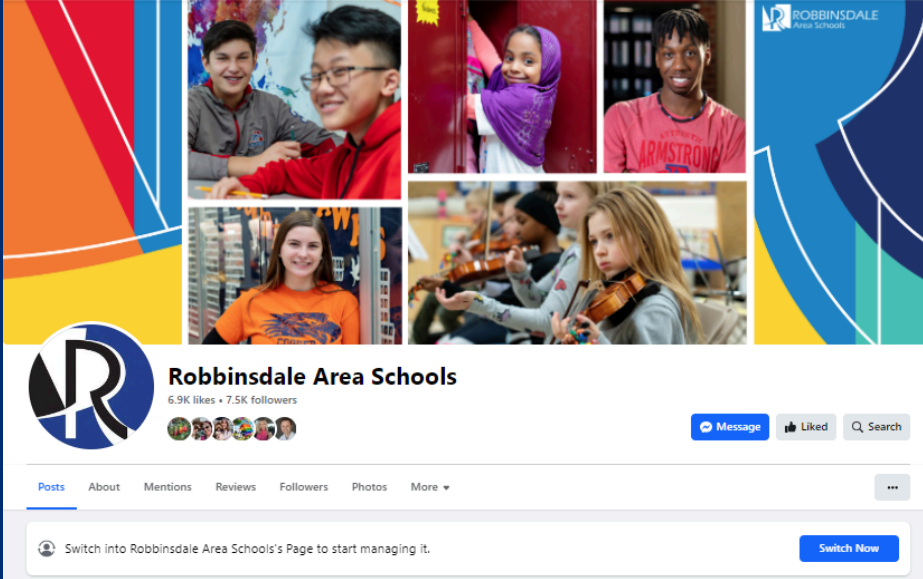 ROBBINSDALE
Area Schools
ARMSTRONG
COOPER
Robbinsdale Area Schools
6.9K likes • 7.5K followers
Message
Liked
Search
Posts
About
Mentions
Reviews
Followers
Photos
More
Switch into Robbinsdale Area Schools's Page to start managing it.
Switch Now